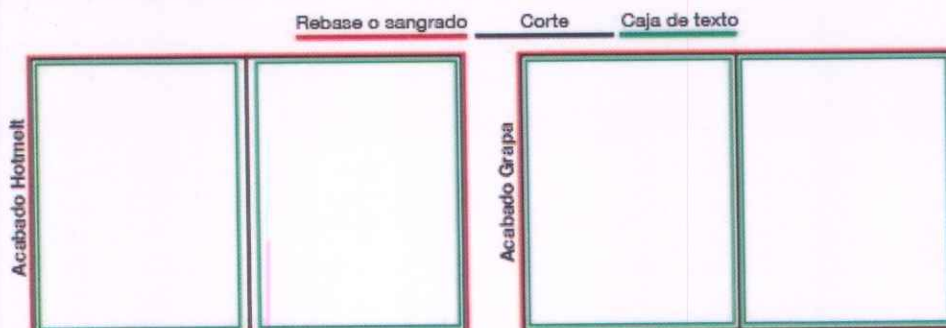 Rebase o sangrado Corte Caja de texto
Acabado Hotmelt
Acabado Grapa